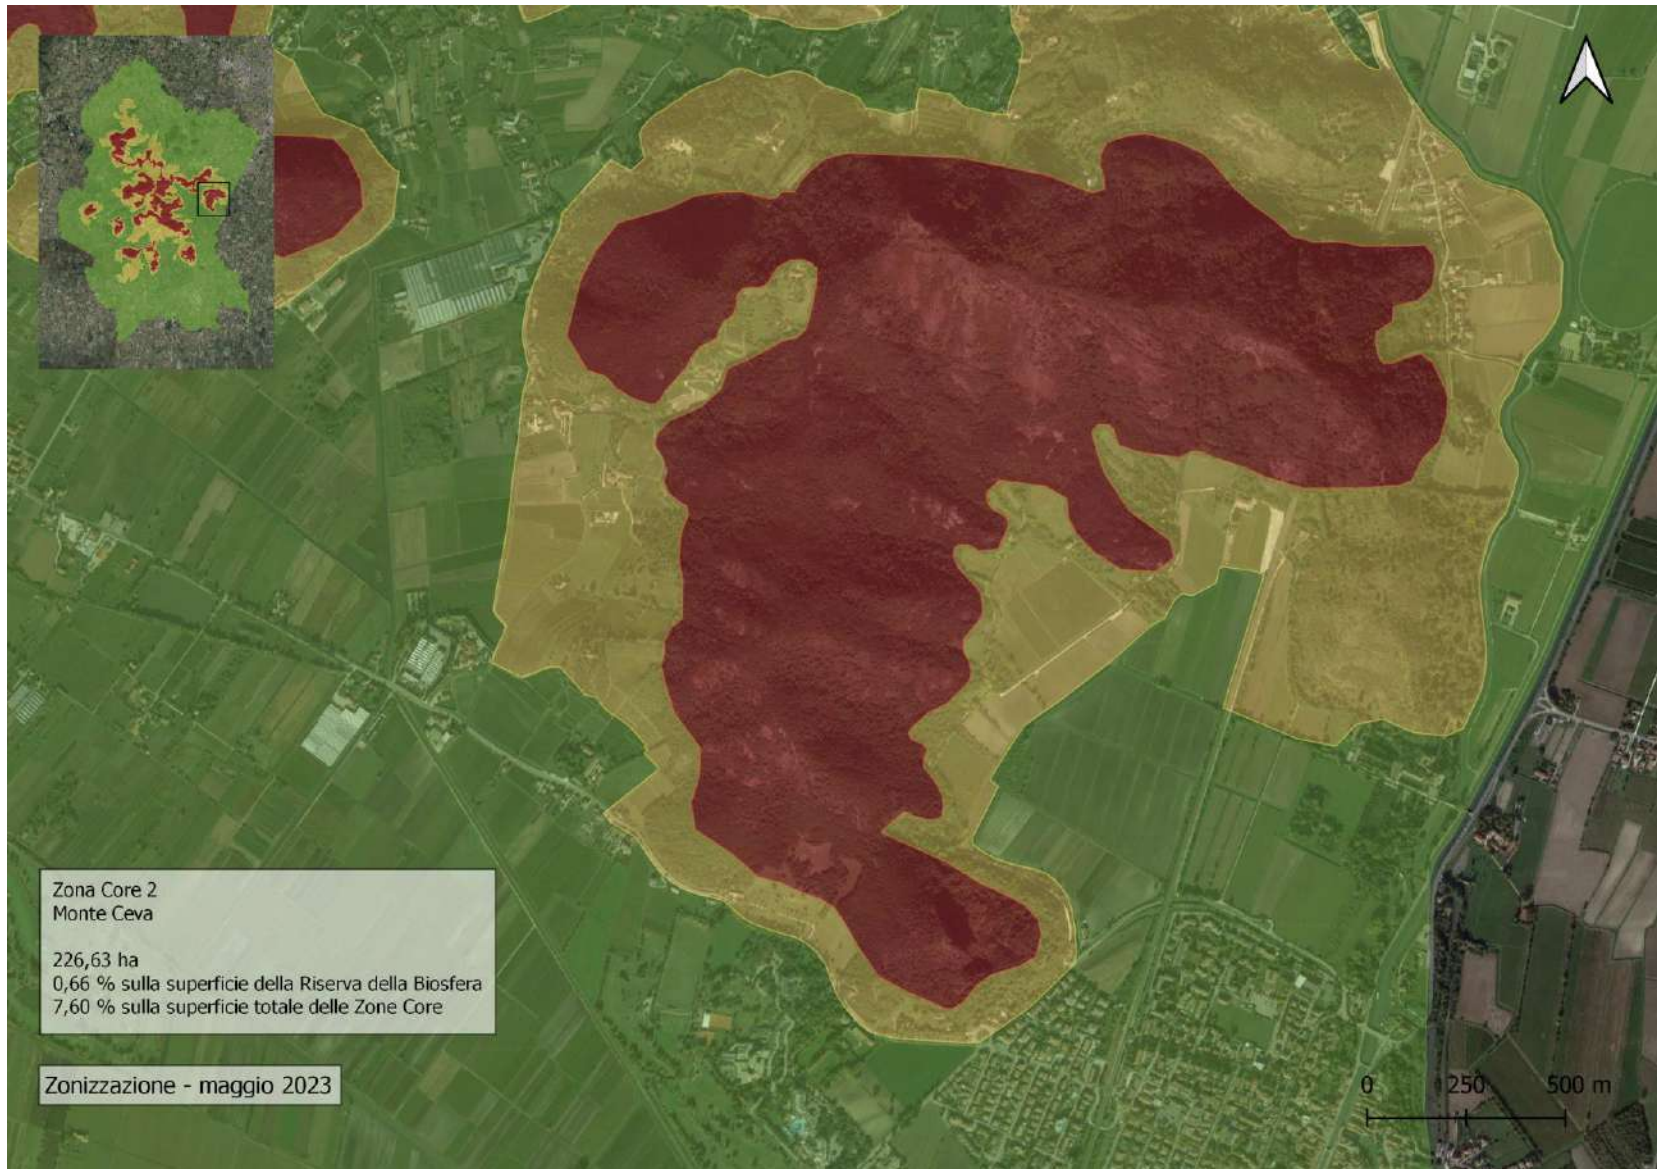 Zona Core 2
Monte Ceva
226,63 ha
0,66 % sulla superficie della Riserva della Biosfera
7,60 % sulla superficie totale delle Zone Core
Zonizzazione - maggio 2023
0 250 500 m